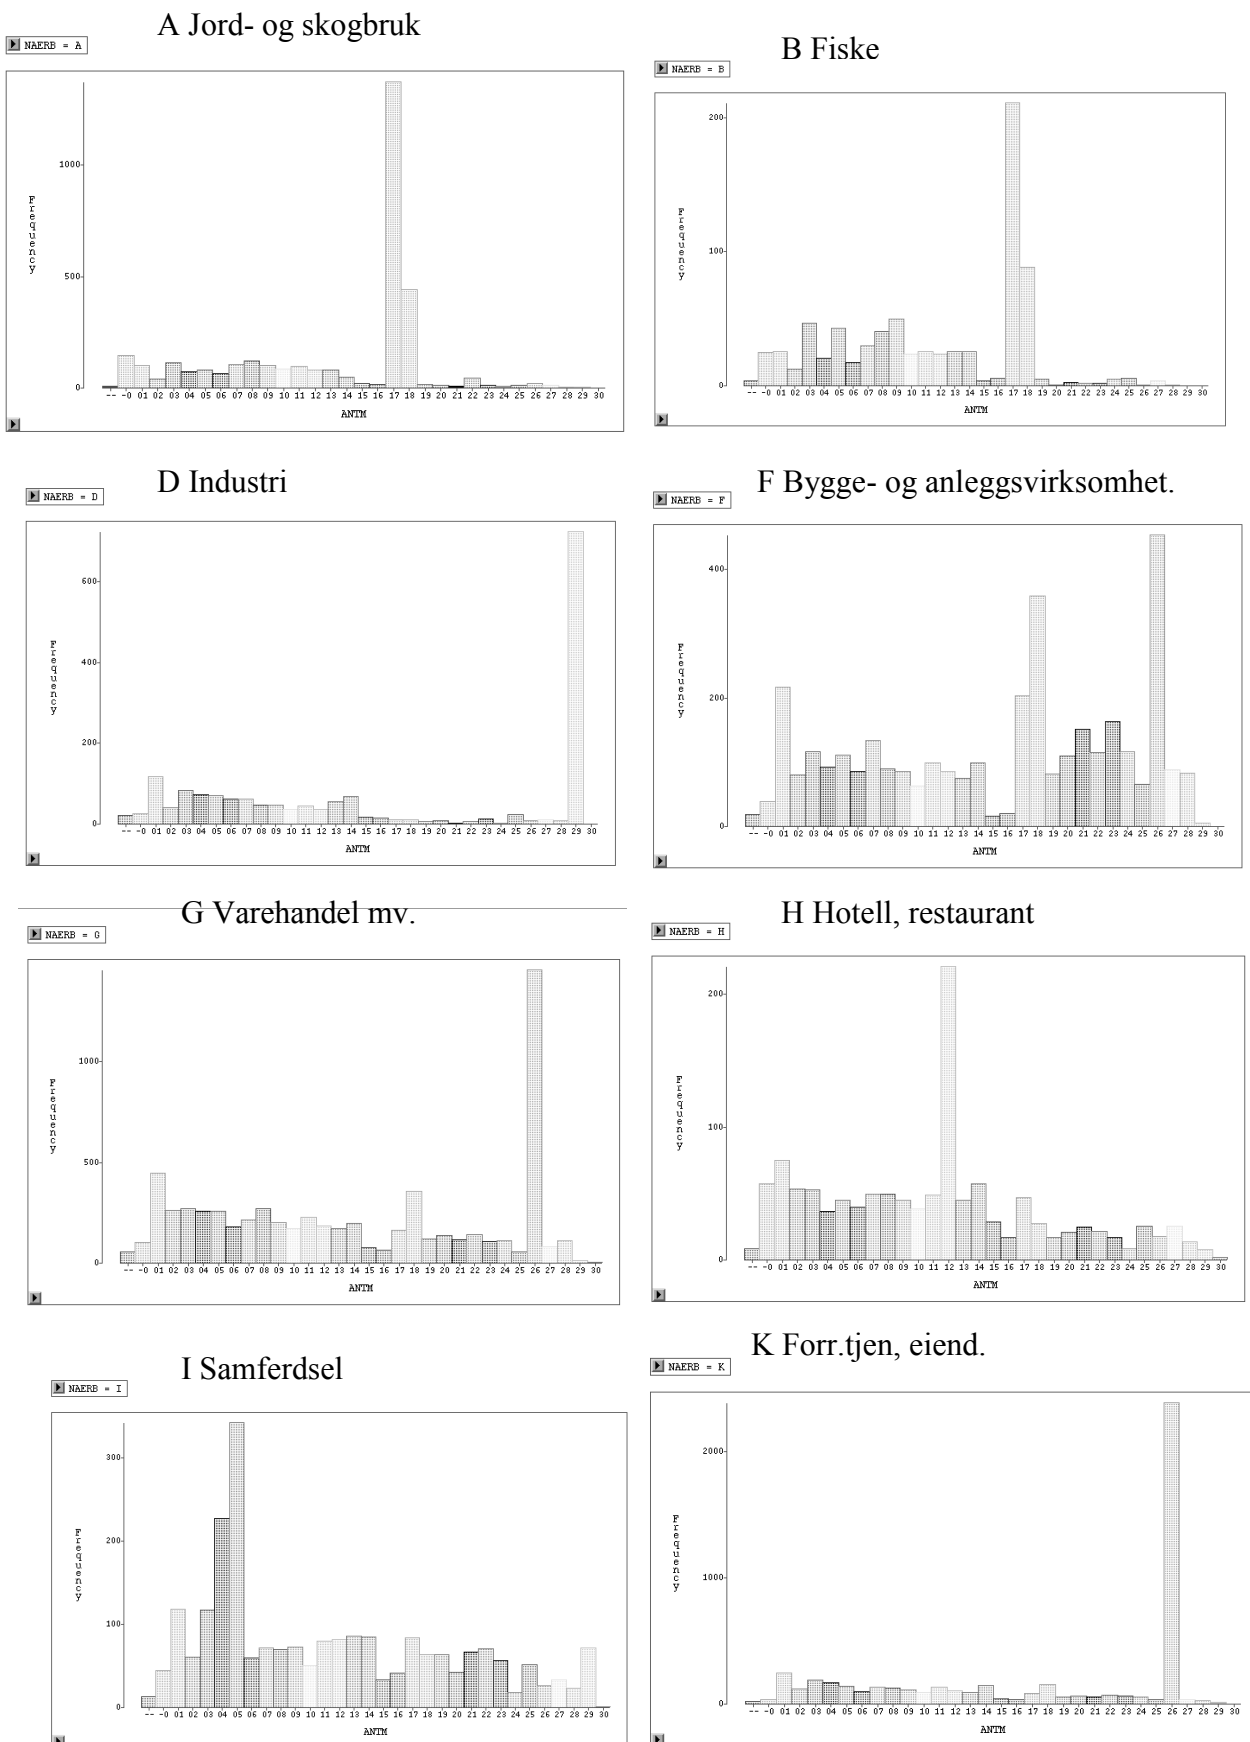 A Jord- og skogbruk
NAERB = A
1000
500
0
Frequency
-- -0 01 02 03 04 05 06 07 08 09 10 11 12 13 14 15 16 17 18 19 20 21 22 23 24 25 26 27 28 29 30
ANTM
B Fiske
NAERB = B
200
100
0
Frequency
-- -0 01 02 03 04 05 06 07 08 09 10 11 12 13 14 15 16 17 18 19 20 21 22 23 24 25 26 27 28 29 30
ANTM
D Industri
NAERB = D
600
400
200
0
Frequency
-- -0 01 02 03 04 05 06 07 08 09 10 11 12 13 14 15 16 17 18 19 20 21 22 23 24 25 26 27 28 29 30
ANTM
F Bygge- og anleggsvirksomhet.
NAERB = F
400
200
0
Frequency
-- -0 01 02 03 04 05 06 07 08 09 10 11 12 13 14 15 16 17 18 19 20 21 22 23 24 25 26 27 28 29 30
ANTM
G Varehandel mv.
NAERB = G
1000
500
0
Frequency
-- -0 01 02 03 04 05 06 07 08 09 10 11 12 13 14 15 16 17 18 19 20 21 22 23 24 25 26 27 28 29 30
ANTM
H Hotell, restaurant
NAERB = H
200
100
0
Frequency
-- -0 01 02 03 04 05 06 07 08 09 10 11 12 13 14 15 16 17 18 19 20 21 22 23 24 25 26 27 28 29 30
ANTM
I Samferdsel
NAERB = I
300
200
100
0
Frequency
-- -0 01 02 03 04 05 06 07 08 09 10 11 12 13 14 15 16 17 18 19 20 21 22 23 24 25 26 27 28 29 30
ANTM
K Forr.tjen, eiend.
NAERB = K
2000
1000
0
Frequency
-- -0 01 02 03 04 05 06 07 08 09 10 11 12 13 14 15 16 17 18 19 20 21 22 23 24 25 26 27 28 29 30
ANTM